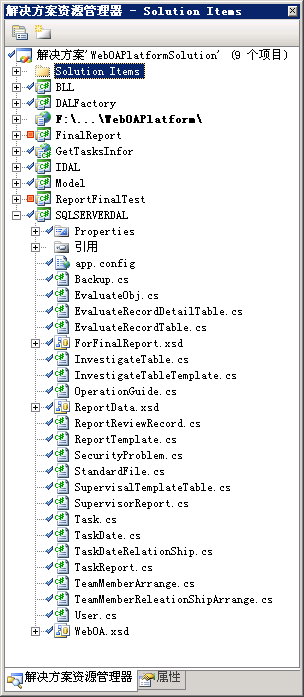 解决方案资源管理器 - Solution Items
解决方案'WebOAPlatformSolution' (9 个项目)
Solution Items
BLL
DALFactory
F:\...\WebOAPlatform\
FinalReport
GetTasksInfor
IDAL
Model
ReportFinalTest
SQLSERVERDAL
Properties
引用
app.config
Backup.cs
EvaluateObj.cs
EvaluateRecordDetailTable.cs
EvaluateRecordTable.cs
ForFinalReport.xsd
InvestigateTable.cs
InvestigateTableTemplate.cs
OperationGuide.cs
ReportData.xsd
ReportReviewRecord.cs
ReportTemplate.cs
SecurityProblem.cs
StandardFile.cs
SupervisalTemplateTable.cs
SupervisorReport.cs
Task.cs
TaskDate.cs
TaskDateRelationShip.cs
TaskReport.cs
TeamMemberArrange.cs
TeamMemberReleationShipArrange.cs
User.cs
WebOA.xsd
解决方案资源管理器 属性